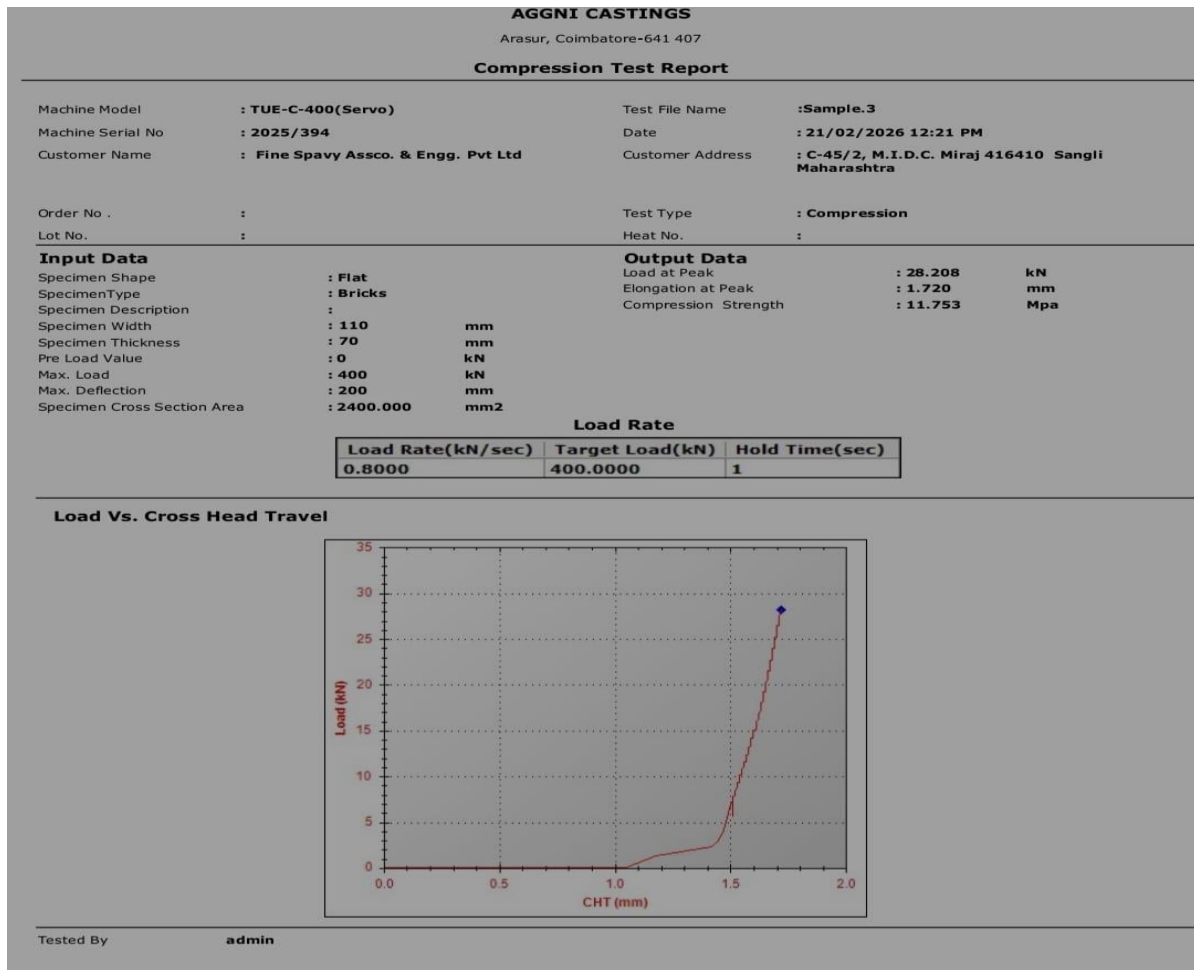 AGGNI CASTINGS
Arasur, Coimbatore-641 407
Compression Test Report
Machine Model : TUE-C-400(Servo) Test File Name :Sample.3
Machine Serial No : 2025/394 Date : 21/02/2026 12:21 PM
Customer Name : Fine Spavy Assco. & Engg. Pvt Ltd Customer Address : C-45/2, M.I.D.C. Miraj 416410 Sangli
Maharashtra
Order No . : Test Type : Compression
Lot No. : Heat No. :
Input Data Output Data
Specimen Shape : Flat Load at Peak : 28.208 kN
SpecimenType : Bricks Elongation at Peak : 1.720 mm
Specimen Description : Compression Strength : 11.753 Mpa
Specimen Width : 110 mm
Specimen Thickness : 70 mm
Pre Load Value : 0 kN
Max. Load : 400 kN
Max. Deflection : 200 mm
Specimen Cross Section Area : 2400.000 mm2
Load Rate
Load Rate(kN/sec) Target Load(kN) Hold Time(sec)
0.8000 400.0000 1
Load Vs. Cross Head Travel
35
30
25
20
15
10
5
0
Load (kN)
0.0 0.5 1.0 1.5 2.0
CHT (mm)
Tested By admin